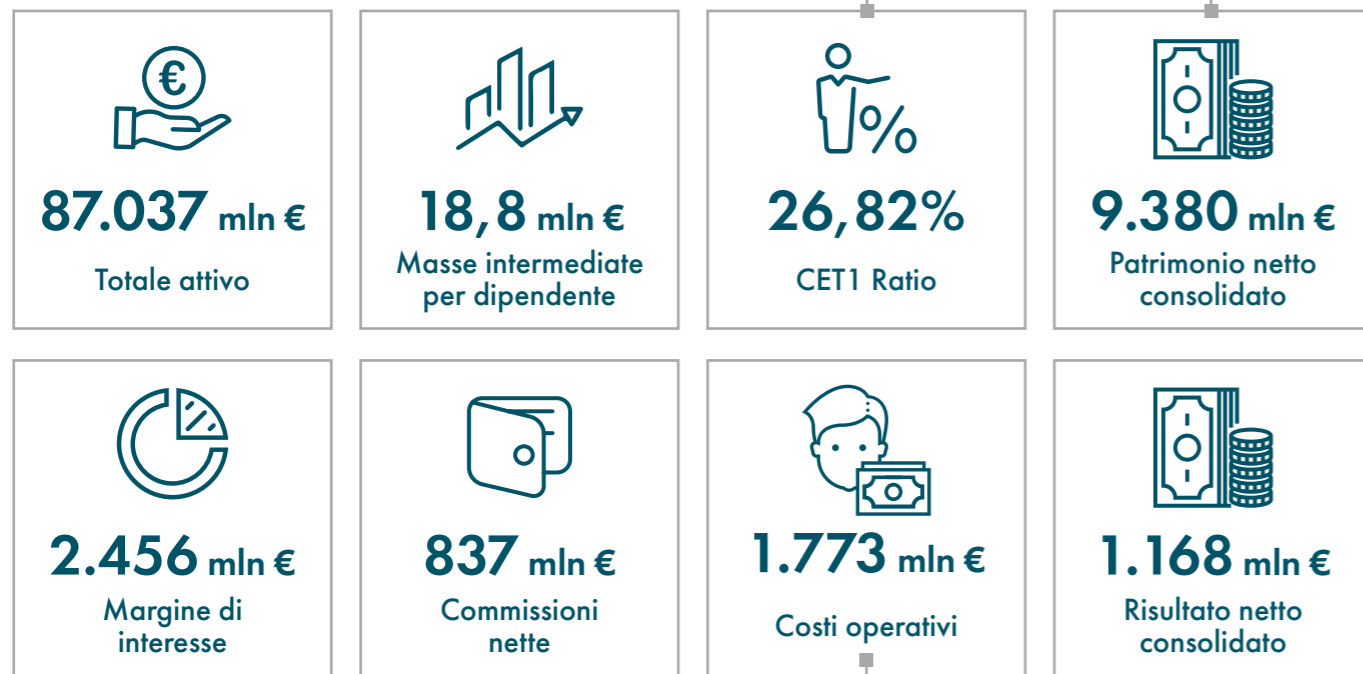 €
%
87.037 mln €
Totale attivo
18,8 mln €
Masse intermediate
per dipendente
26,82%
CET1 Ratio
9.380 mln €
Patrimonio netto
consolidato
2.456 mln €
Margine di
interesse
837 mln €
Commissioni
nette
1.773 mln €
Costi operativi
1.168 mln €
Risultato netto
consolidato